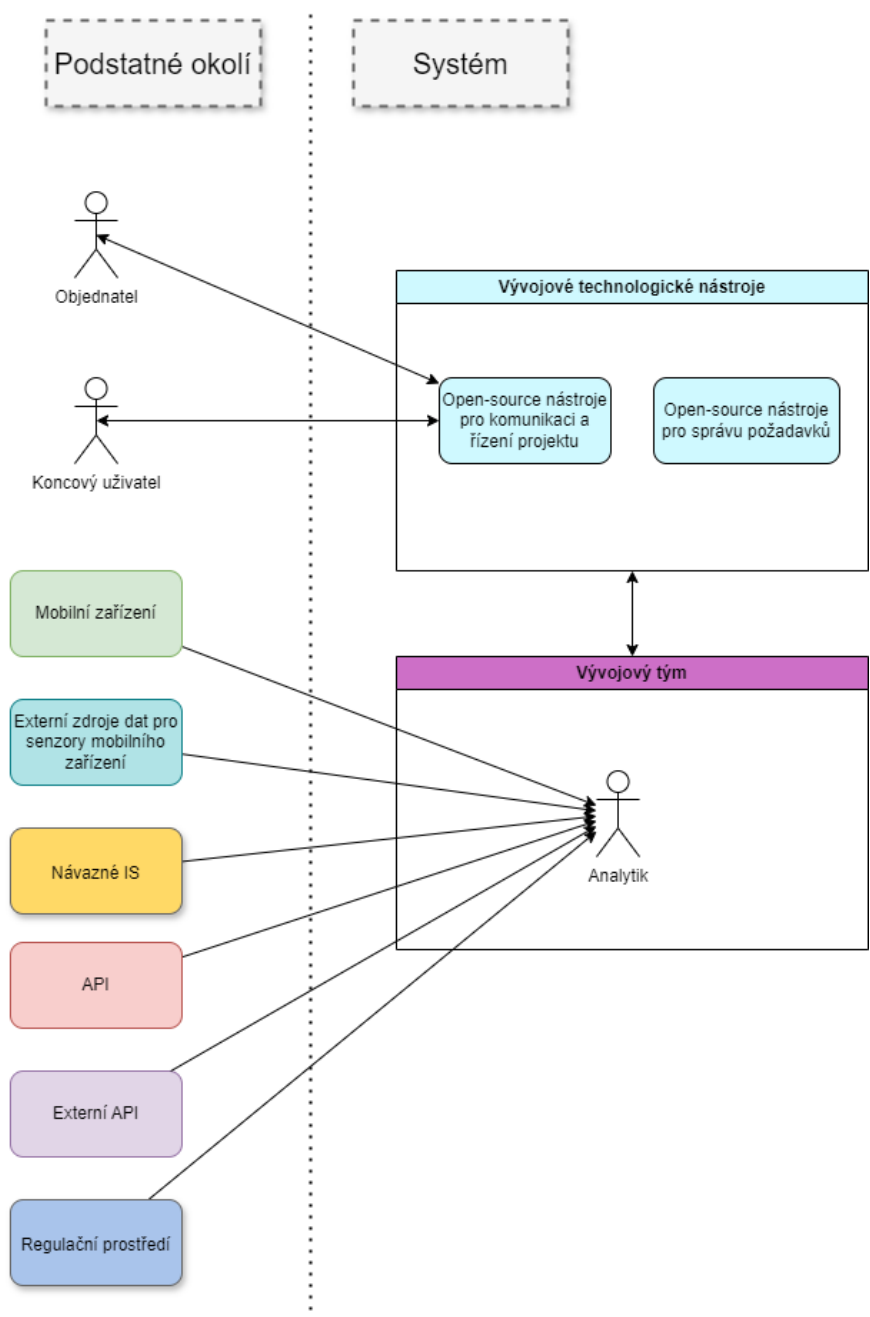 Podstatné okolí
Systém
Objednatel
Vývojové technologické nástroje
Open-source nástroje
pro komunikaci a
řízení projektu
Open-source nástroje
pro správu požadavků
Koncový uživatel
Mobilní zařízení
Vývojový tým
Externí zdroje dat pro
senzory mobilního
zařízení
Návazné IS
Analytik
API
Externí API
Regulační prostředí